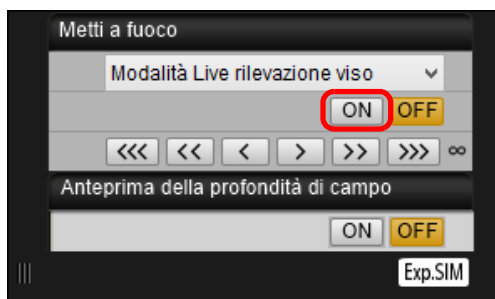 Metti a fuoco
Modalità Live rilevazione viso
ON OFF
<<< << < > >> >>> ∞
Anteprima della profondità di campo
ON OFF
Exp.SIM